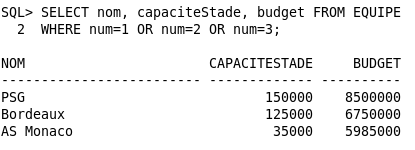 SQL> SELECT nom, capaciteStade, budget FROM EQUIPE
2 WHERE num=1 OR num=2 OR num=3;
NOM CAPACITESTADE BUDGET
------------------------- ------------- ----------
PSG 150000 8500000
Bordeaux 125000 6750000
AS Monaco 35000 5985000